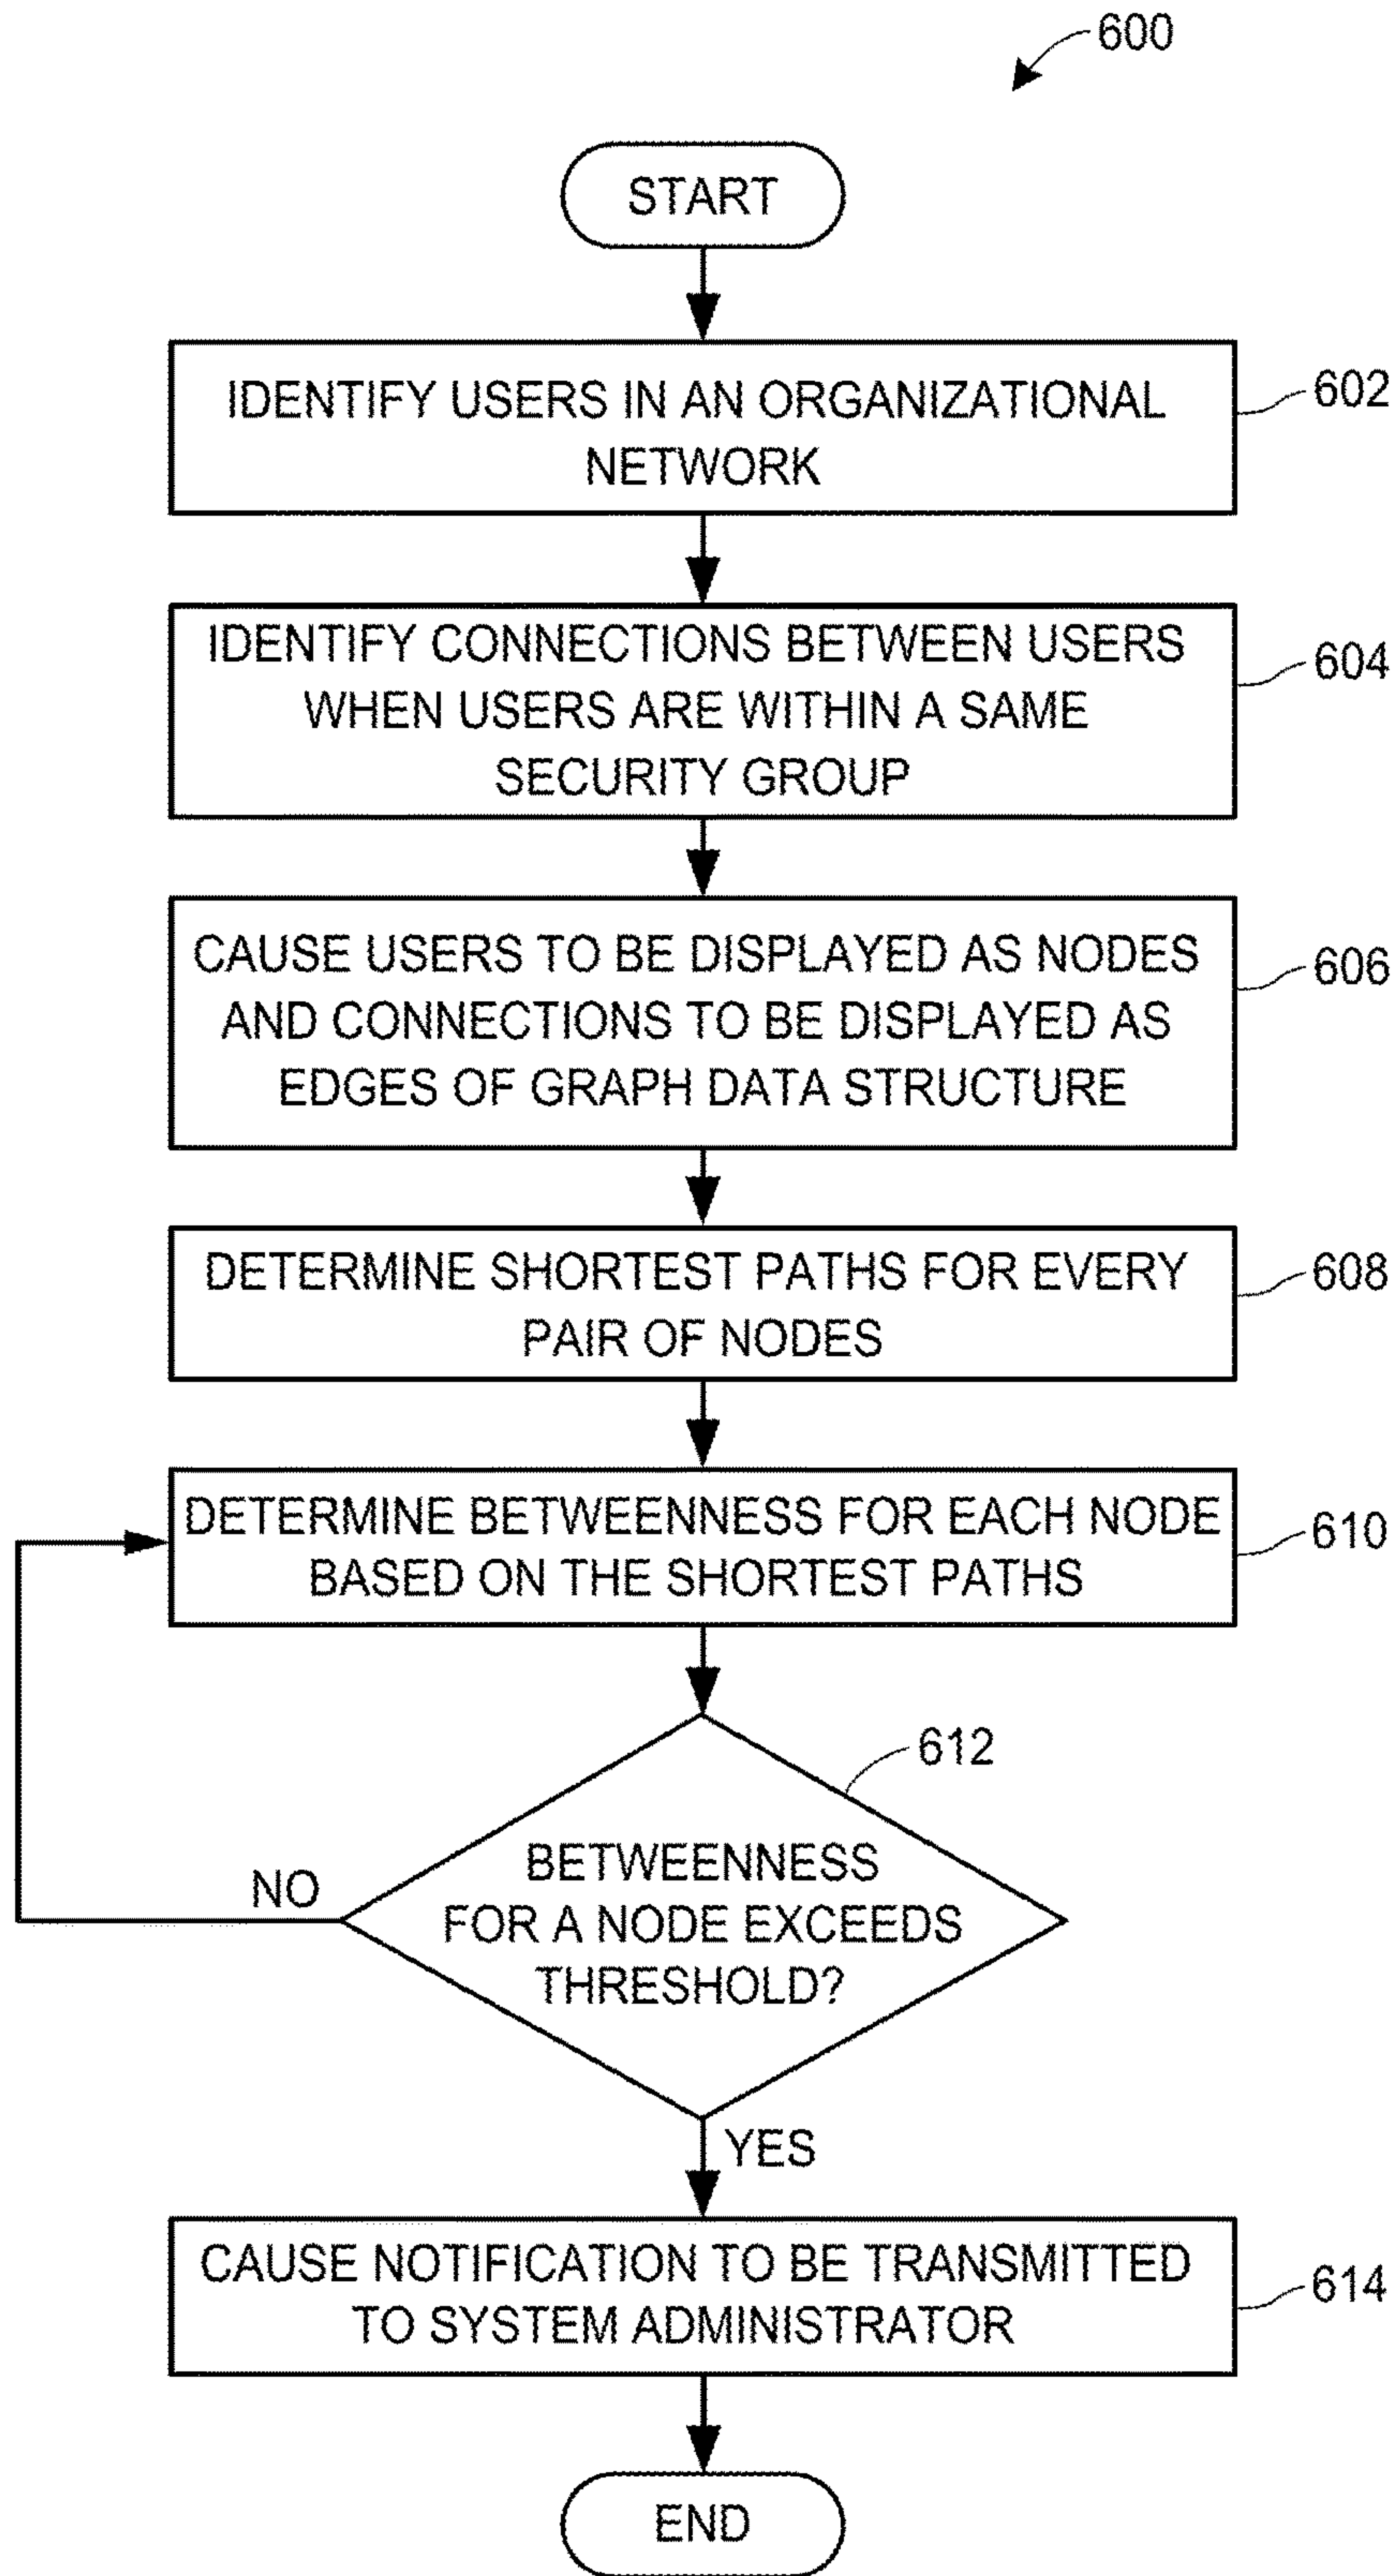 600
START
IDENTIFY USERS IN AN ORGANIZATIONAL
NETWORK
602
IDENTIFY CONNECTIONS BETWEEN USERS
WHEN USERS ARE WITHIN A SAME
SECURITY GROUP
604
CAUSE USERS TO BE DISPLAYED AS NODES
AND CONNECTIONS TO BE DISPLAYED AS
EDGES OF GRAPH DATA STRUCTURE
606
DETERMINE SHORTEST PATHS FOR EVERY
PAIR OF NODES
608
DETERMINE BETWEENNESS FOR EACH NODE
BASED ON THE SHORTEST PATHS
610
612
BETWEENNESS
FOR A NODE EXCEEDS
THRESHOLD?
NO
YES
CAUSE NOTIFICATION TO BE TRANSMITTED
TO SYSTEM ADMINISTRATOR
614
END